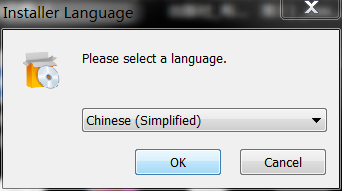 Installer Language
Please select a language.
Chinese (Simplified)
OK
Cancel